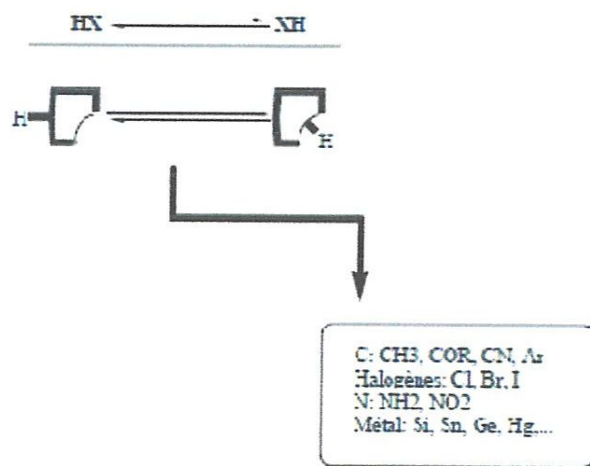 HX XH
H
H
C: CH3, COR, CN, Ar
Halogènes: Cl, Br, I
N: NH2, NO2
Métal: Si, Sn, Ge, Hg,...